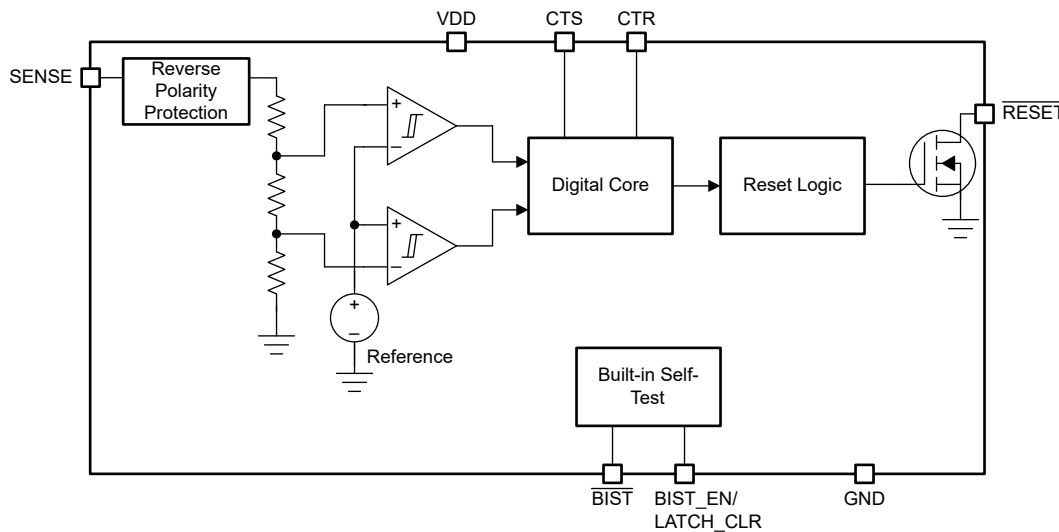 VDD
CTS
CTR
SENSE
Reverse
Polarity
Protection
RESET
+
−
+
−
Digital Core
Reset Logic
+
−
Reference
Built-in Self-
Test
BIST
BIST_EN/
LATCH_CLR
GND